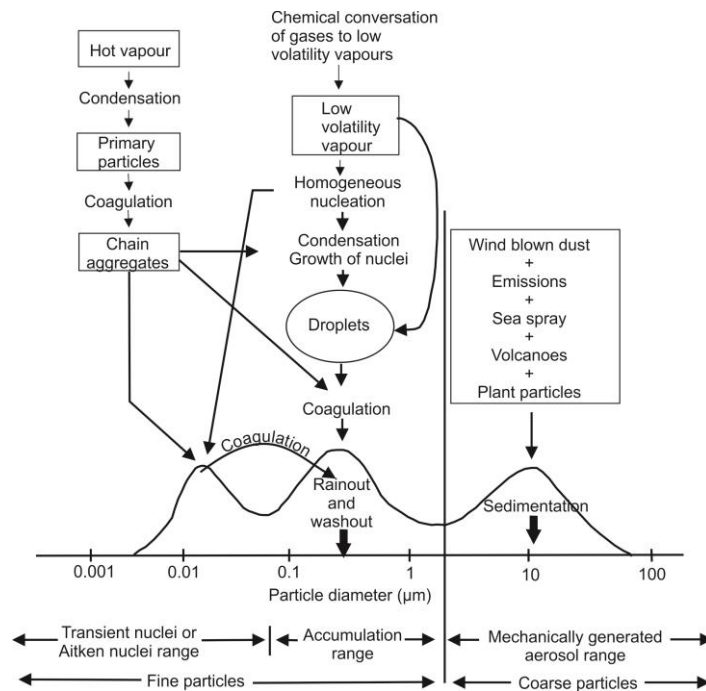 Hot vapour
Condensation
Primary
particles
Coagulation
Chain
aggregates
Chemical conversation
of gases to low
volatility vapours
Low
volatility
vapour
Homogeneous
nucleation
Condensation
Growth of nuclei
Droplets
Coagulation
Wind blown dust
+
Emissions
+
Sea spray
+
Volcanoes
+
Plant particles
Coagulation
Rainout
and
washout
Sedimentation
0.001 0.01 0.1 1 10 100
Particle diameter (μm)
Transient nuclei or
Aitken nuclei range
Accumulation
range
Mechanically generated
aerosol range
Fine particles
Coarse particles